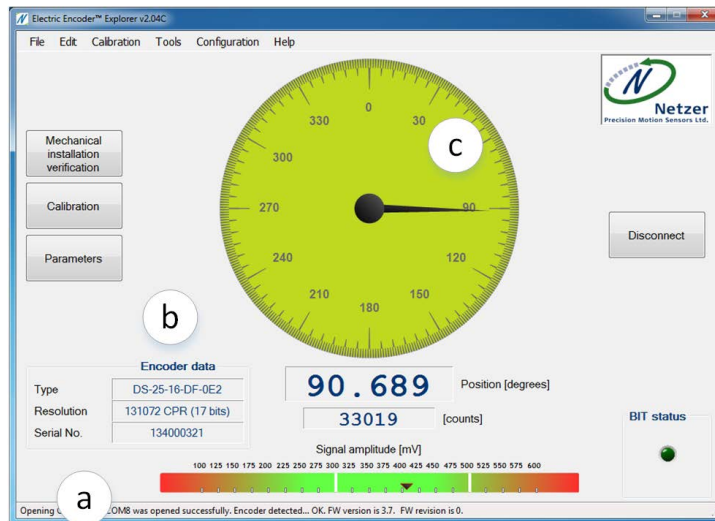 Electric Encoder™ Explorer v2.04C
File Edit Calibration Tools Configuration Help
Netzer
Precision Motion Sensors Ltd.
Mechanical
installation
verification
Calibration
Parameters
0
30
90
120
150
180
210
240
270
300
330
c
Disconnect
b
Encoder data
Type DS-25-16-DF-0E2
Resolution 131072 CPR (17 bits)
Serial No. 134000321
90.689 Position [degrees]
33019 [counts]
BIT status
Signal amplitude [mV]
100 125 150 175 200 225 250 275 300 325 350 375 400 425 450 475 500 525 550 575 600
a
Opening COM8 was opened successfully. Encoder detected... OK. FW version is 3.7. FW revision is 0.